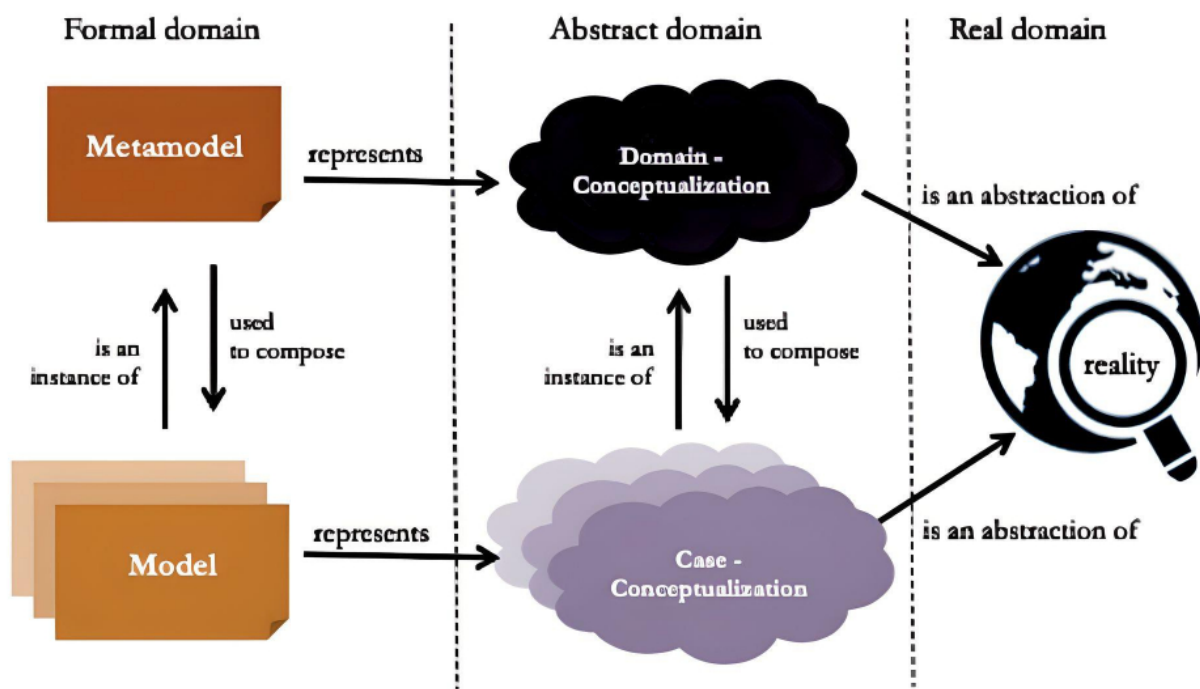 Formal domain
Abstract domain
Real domain
Metamodel
represents
Domain -
Conceptualization
is an abstraction of
is an
instance of
used
to compose
is an
instance of
used
to compose
reality
Model
represents
Case -
Conceptualization
is an abstraction of